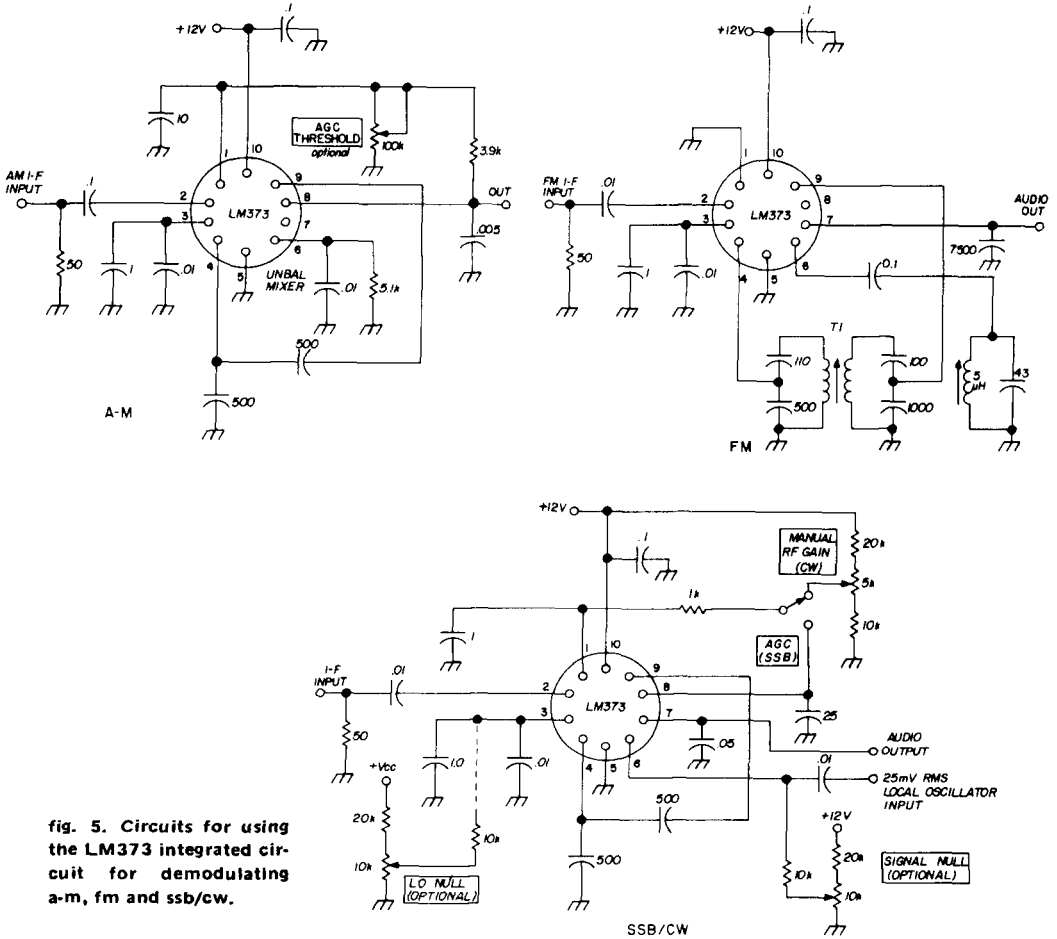 +12V
.1
10
AGC
THRESHOLD
optional
100k
3.9k
AM I-F
INPUT
.1
50
.1
.01
1
10
2
9
8
3
7
LM373
6
4
5
UNBAL
MIXER
.01
5.1k
OUT
.005
500
500
A-M
+12V
.1
FM I-F
INPUT
.01
50
.1
.01
1
10
2
9
8
3
7
LM373
6
4
5
AUDIO
OUT
7500
0.1
T1
110
500
100
1000
5
μH
43
FM
+12V
.1
MANUAL
RF GAIN
(CW)
20k
5k
10k
1k
.1
AGC
(SSB)
I-F
INPUT
.01
50
1
10
2
9
8
3
7
LM373
6
4
5
.25
1.0
.01
.05
AUDIO
OUTPUT
.01
25mV RMS
LOCAL OSCILLATOR
INPUT
+Vcc
20k
10k
10k
LO NULL
(OPTIONAL)
500
500
+12V
20k
10k
10k
SIGNAL NULL
(OPTIONAL)
SSB/CW
fig. 5. Circuits for using
the LM373 integrated cir-
cuit for demodulating
a-m, fm and ssb/cw.